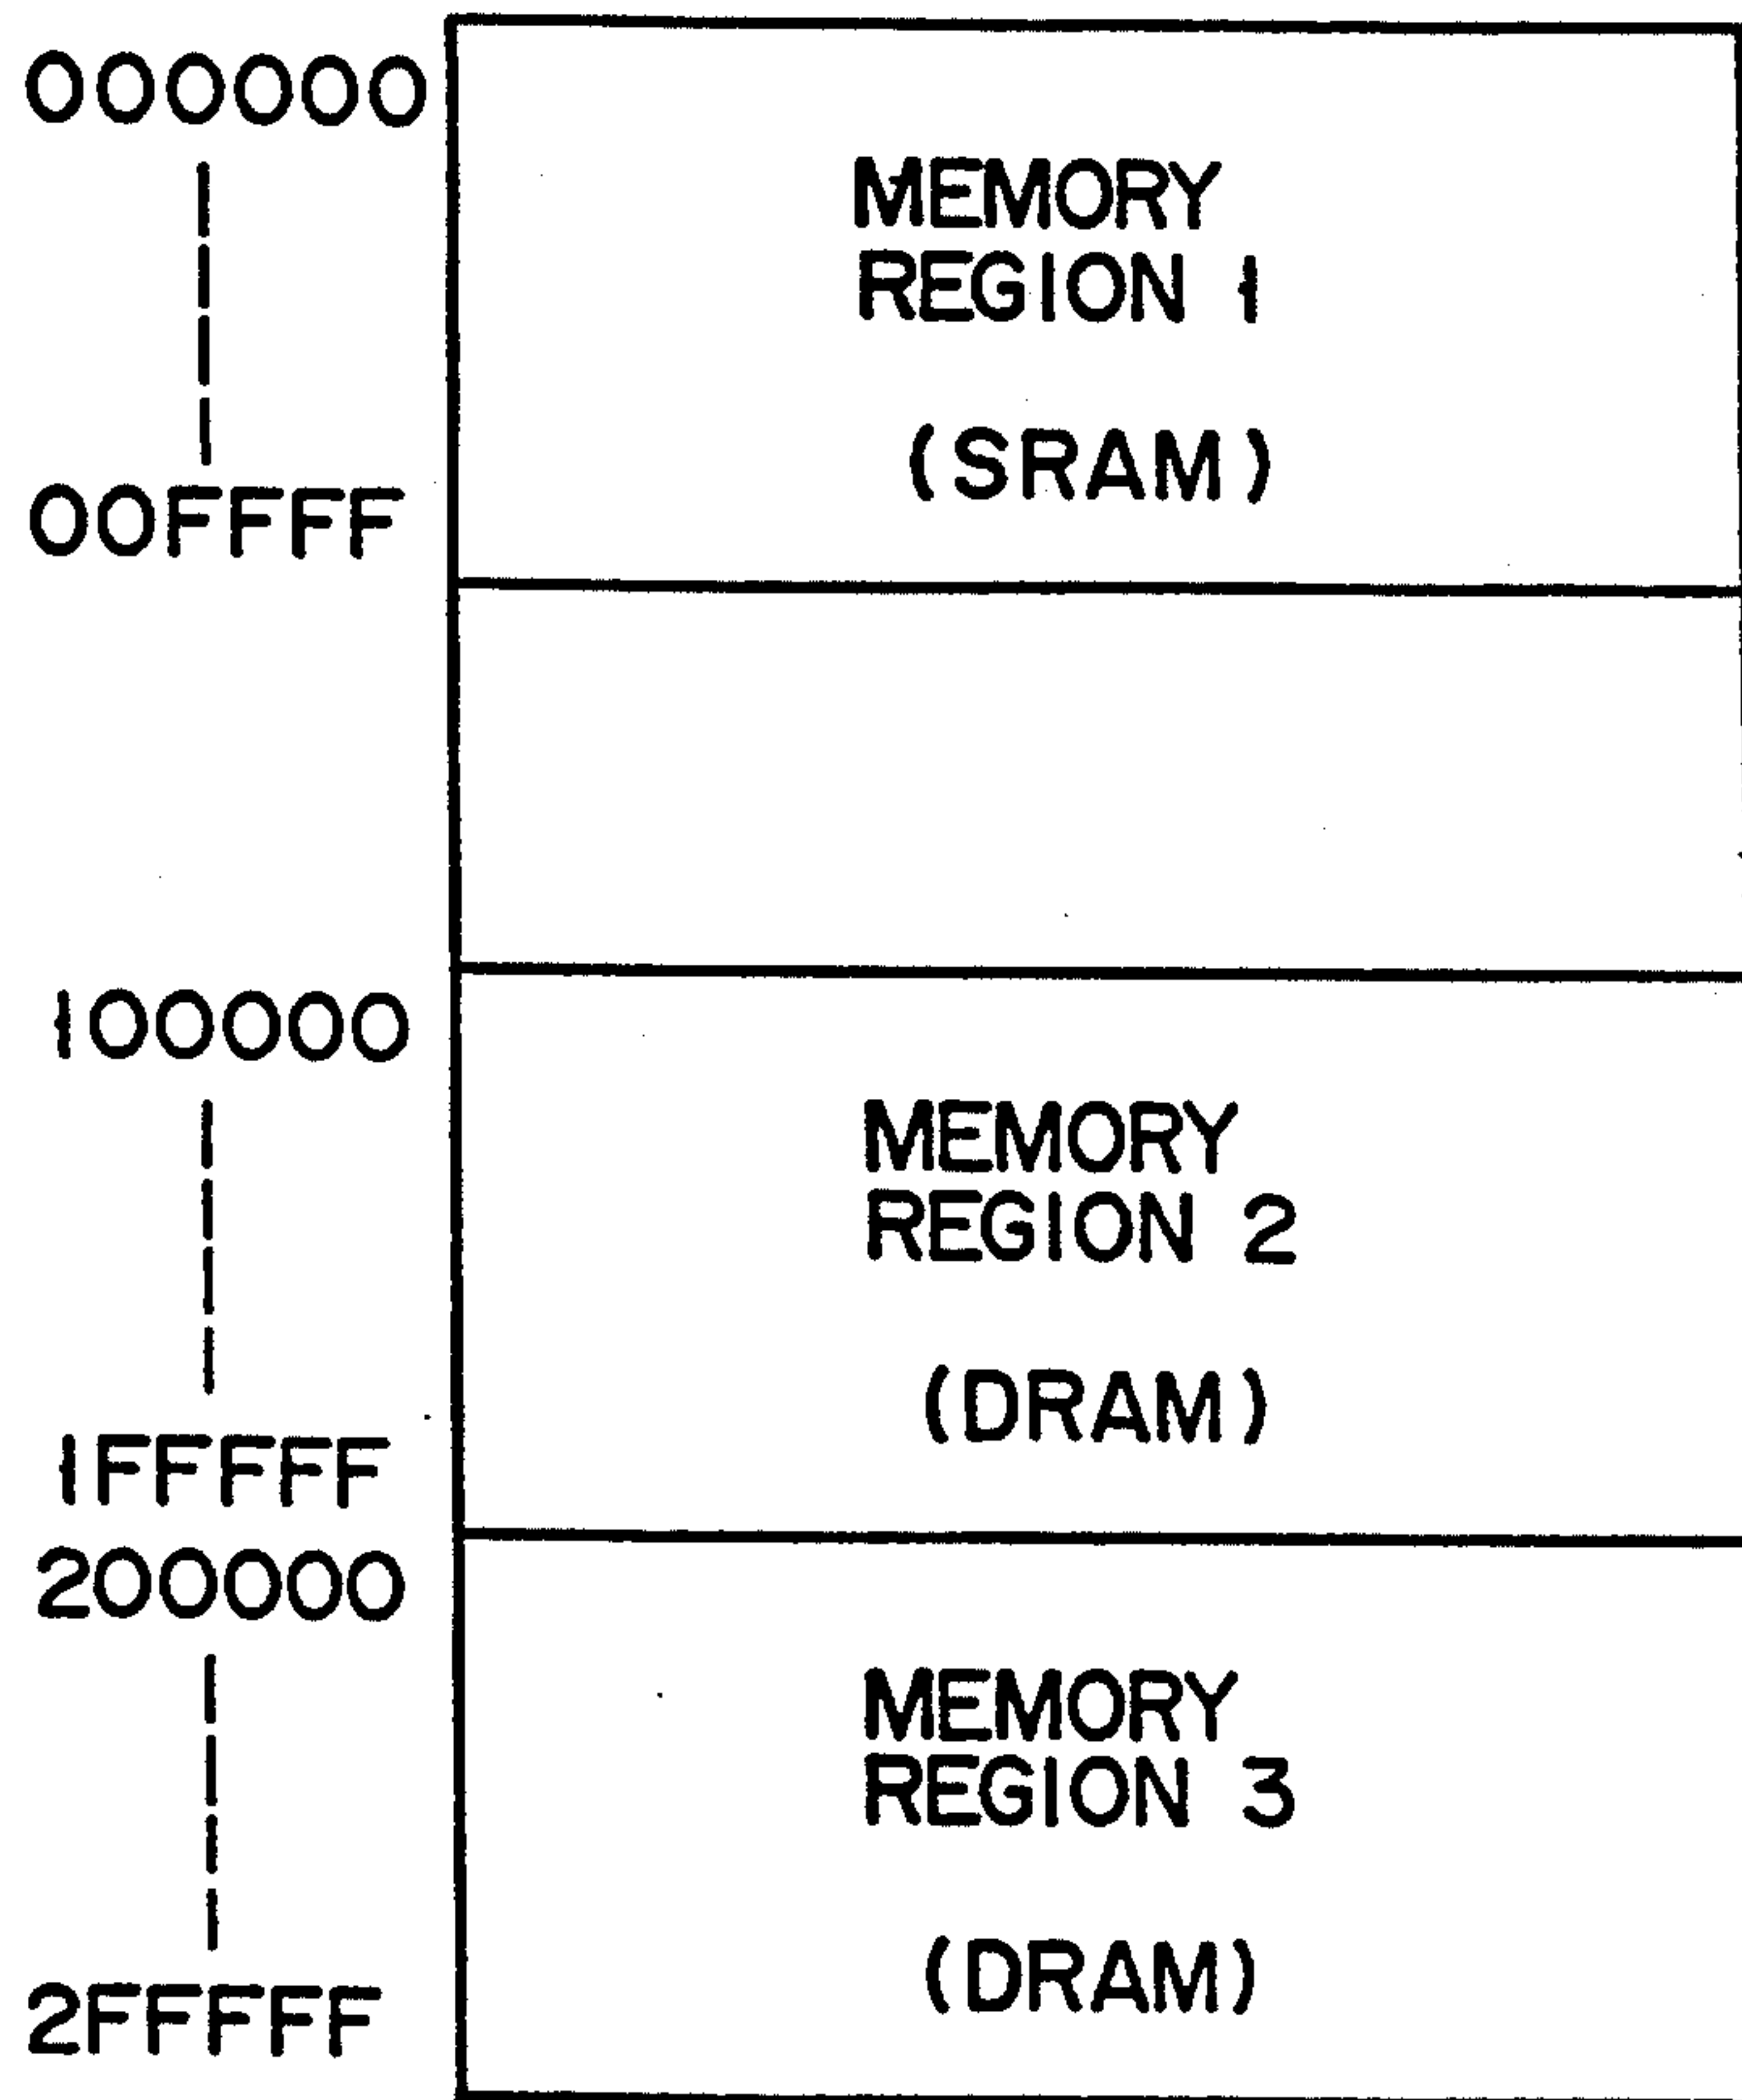 000000
MEMORY
REGION 1
(SRAM)
00FFFF
100000
MEMORY
REGION 2
(DRAM)
1FFFFF
200000
MEMORY
REGION 3
(DRAM)
2FFFFF